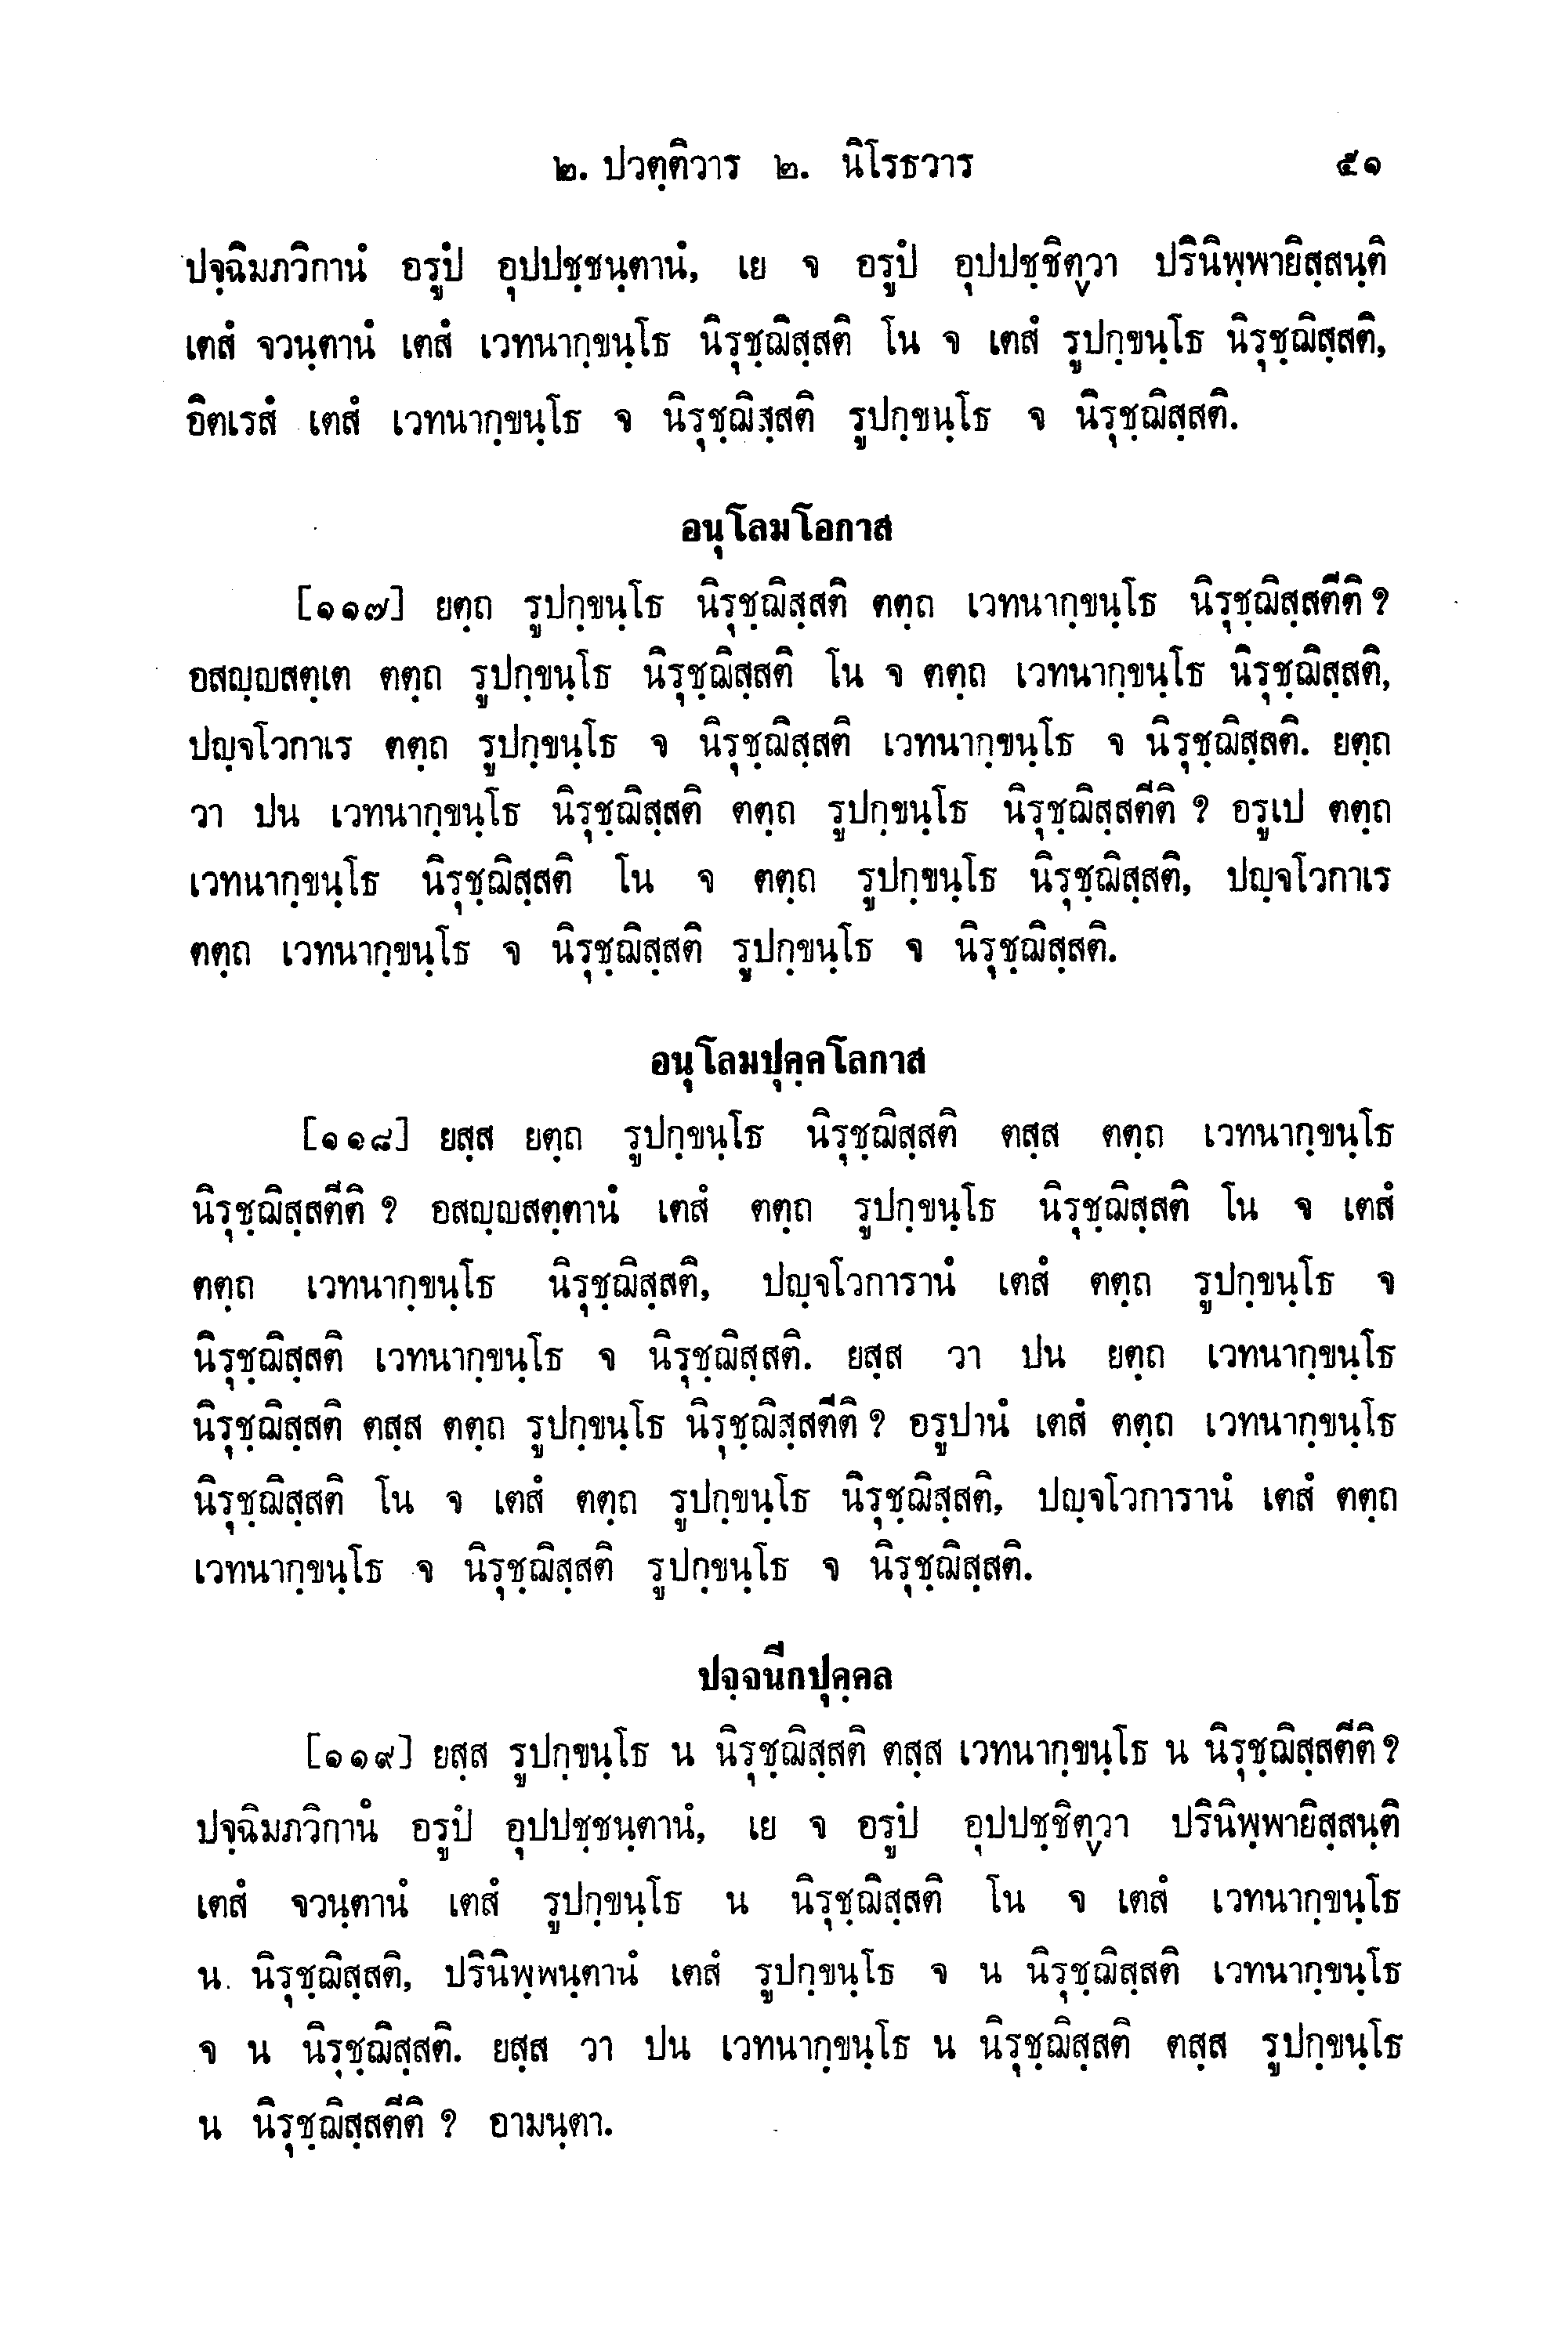 ๒. ปวตฺติวาร ๒. นิโรธวาร ๕๑
ปจฺฉิมภวิกานํ อรูปํ อุปปชฺชนฺตานํ, เย จ อรูปํ อุปปชฺชิตฺวา ปรินิพฺพายิสฺสนฺติ
เตสํ จวนฺตานํ เตสํ เวทนากฺขนฺโธ นิรุชฺฌิสฺสติ โน จ เตสํ รูปกฺขนฺโธ นิรุชฺฌิสฺสติ,
อิตเรสํ เตสํ เวทนากฺขนฺโธ จ นิรุชฺฌิสฺสติ รูปกฺขนฺโธ จ นิรุชฺฌิสฺสติ.
อนุโลมโอกาส
[๑๑๗] ยตฺถ รูปกฺขนฺโธ นิรุชฺฌิสฺสติ ตตฺถ เวทนากฺขนฺโธ นิรุชฺฌิสฺสตีติ ?
อสญฺญสตฺเต ตตฺถ รูปกฺขนฺโธ นิรุชฺฌิสฺสติ โน จ ตตฺถ เวทนากฺขนฺโธ นิรุชฺฌิสฺสติ,
ปญฺจโวกาเร ตตฺถ รูปกฺขนฺโธ จ นิรุชฺฌิสฺสติ เวทนากฺขนฺโธ จ นิรุชฺฌิสฺสติ. ยตฺถ
วา ปน เวทนากฺขนฺโธ นิรุชฺฌิสฺสติ ตตฺถ รูปกฺขนฺโธ นิรุชฺฌิสฺสตีติ ? อรูเป ตตฺถ
เวทนากฺขนฺโธ นิรุชฺฌิสฺสติ โน จ ตตฺถ รูปกฺขนฺโธ นิรุชฺฌิสฺสติ, ปญฺจโวกาเร
ตตฺถ เวทนากฺขนฺโธ จ นิรุชฺฌิสฺสติ รูปกฺขนฺโธ จ นิรุชฺฌิสฺสติ.
อนุโลมปุคฺคโลกาส
[๑๑๘] ยสฺส ยตฺถ รูปกฺขนฺโธ นิรุชฺฌิสฺสติ ตสฺส ตตฺถ เวทนากฺขนฺโธ
นิรุชฺฌิสฺสตีติ ? อสญฺญสตฺตานํ เตสํ ตตฺถ รูปกฺขนฺโธ นิรุชฺฌิสฺสติ โน จ เตสํ
ตตฺถ เวทนากฺขนฺโธ นิรุชฺฌิสฺสติ, ปญฺจโวการานํ เตสํ ตตฺถ รูปกฺขนฺโธ จ
นิรุชฺฌิสฺสติ เวทนากฺขนฺโธ จ นิรุชฺฌิสฺสติ. ยสฺส วา ปน ยตฺถ เวทนากฺขนฺโธ
นิรุชฺฌิสฺสติ ตสฺส ตตฺถ รูปกฺขนฺโธ นิรุชฺฌิสฺสตีติ ? อรูปานํ เตสํ ตตฺถ เวทนากฺขนฺโธ
นิรุชฺฌิสฺสติ โน จ เตสํ ตตฺถ รูปกฺขนฺโธ นิรุชฺฌิสฺสติ, ปญฺจโวการานํ เตสํ ตตฺถ
เวทนากฺขนฺโธ จ นิรุชฺฌิสฺสติ รูปกฺขนฺโธ จ นิรุชฺฌิสฺสติ.
ปจฺจนีกปุคฺคล
[๑๑๙] ยสฺส รูปกฺขนฺโธ น นิรุชฺฌิสฺสติ ตสฺส เวทนากฺขนฺโธ น นิรุชฺฌิสฺสตีติ ?
ปจฺฉิมภวิกานํ อรูปํ อุปปชฺชนฺตานํ, เย จ อรูปํ อุปปชฺชิตฺวา ปรินิพฺพายิสฺสนฺติ
เตสํ จวนฺตานํ เตสํ รูปกฺขนฺโธ น นิรุชฺฌิสฺสติ โน จ เตสํ เวทนากฺขนฺโธ
น นิรุชฺฌิสฺสติ, ปรินิพฺพนฺตานํ เตสํ รูปกฺขนฺโธ จ น นิรุชฺฌิสฺสติ เวทนากฺขนฺโธ
จ น นิรุชฺฌิสฺสติ. ยสฺส วา ปน เวทนากฺขนฺโธ น นิรุชฺฌิสฺสติ ตสฺส รูปกฺขนฺโธ
น นิรุชฺฌิสฺสตีติ ? อามนฺตา.